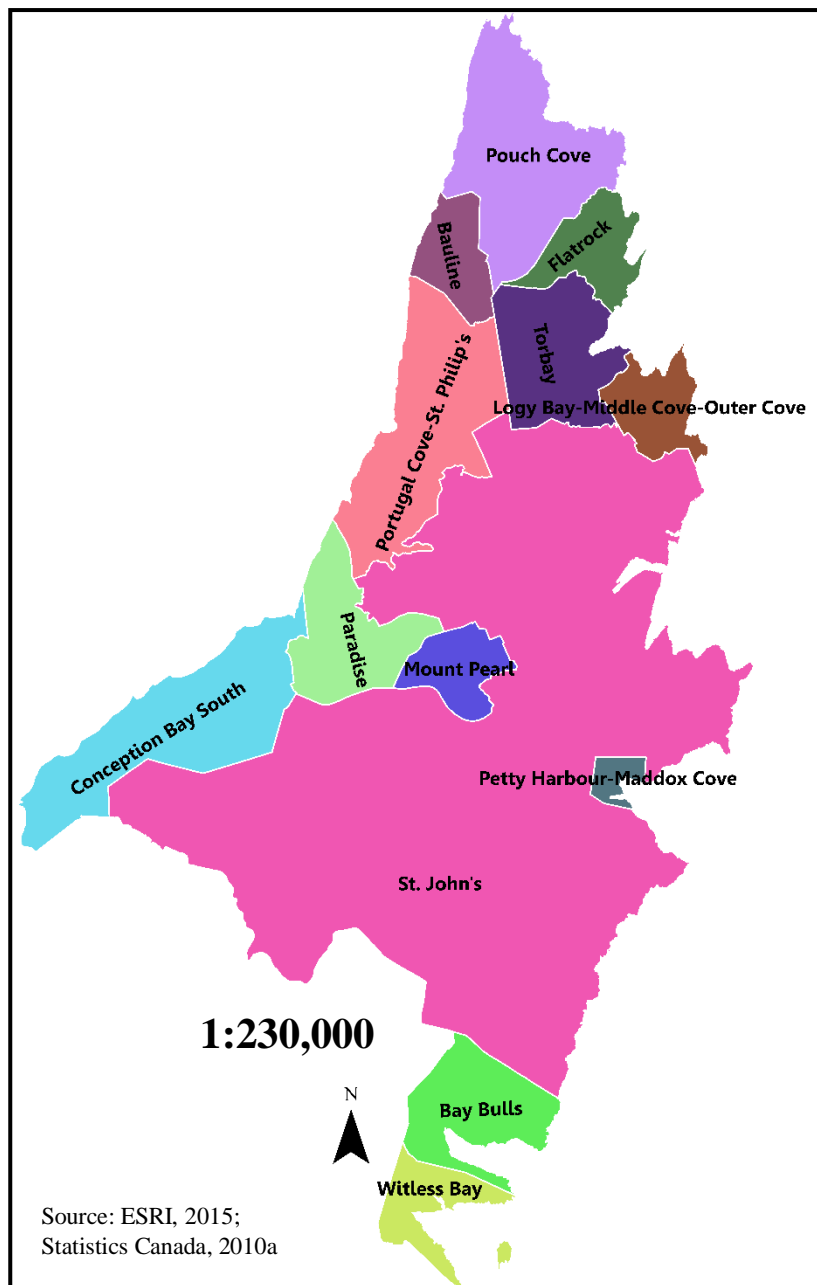 Pouch Cove
Bauline
Flatrock
Torbay
Portugal Cove-St. Philip's
Logy Bay-Middle Cove-Outer Cove
Paradise
Mount Pearl
Conception Bay South
Petty Harbour-Maddox Cove
St. John's
1:230,000
N
Bay Bulls
Witless Bay
Source: ESRI, 2015;
Statistics Canada, 2010a